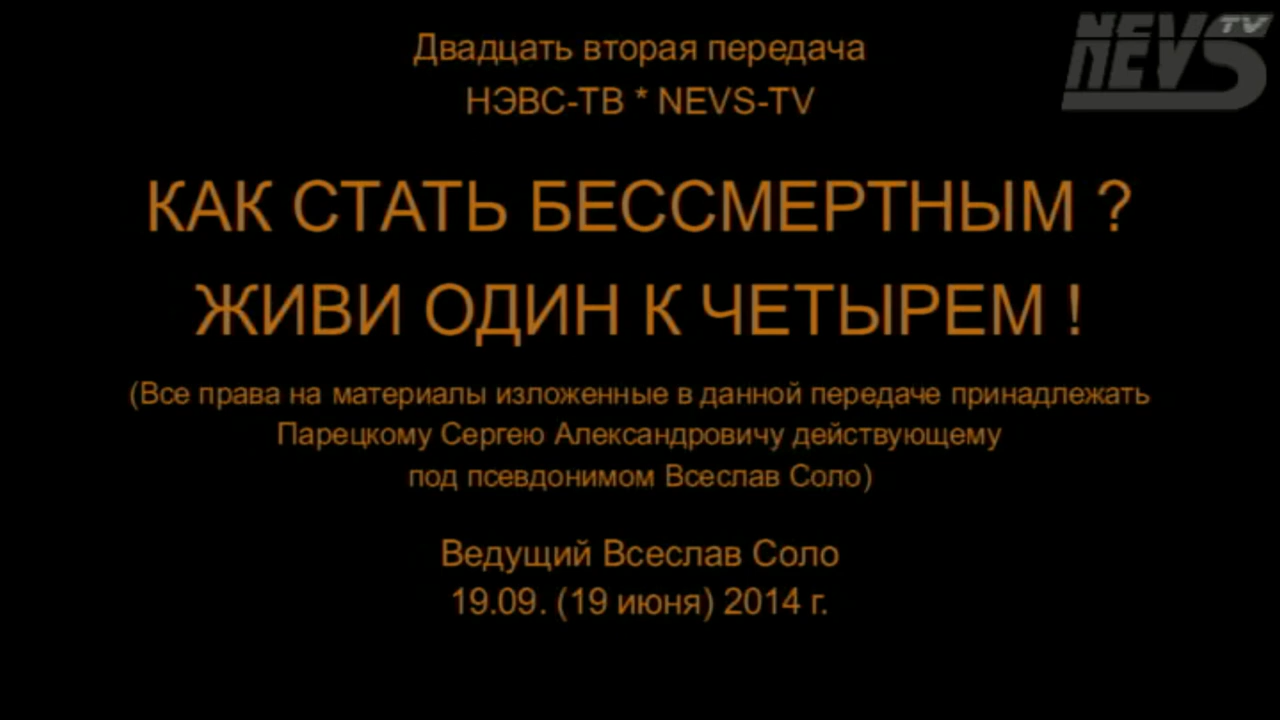 Двадцать вторая передача
НЭВС-ТВ * NEVS-TV
NEVS TV
КАК СТАТЬ БЕССМЕРТНЫМ ?
ЖИВИ ОДИН К ЧЕТЫРЕМ !
(Все права на материалы изложенные в данной передаче принадлежать
Парецкому Сергею Александровичу действующему
под псевдонимом Всеслав Соло)
Ведущий Всеслав Соло
19.09. (19 июня) 2014 г.